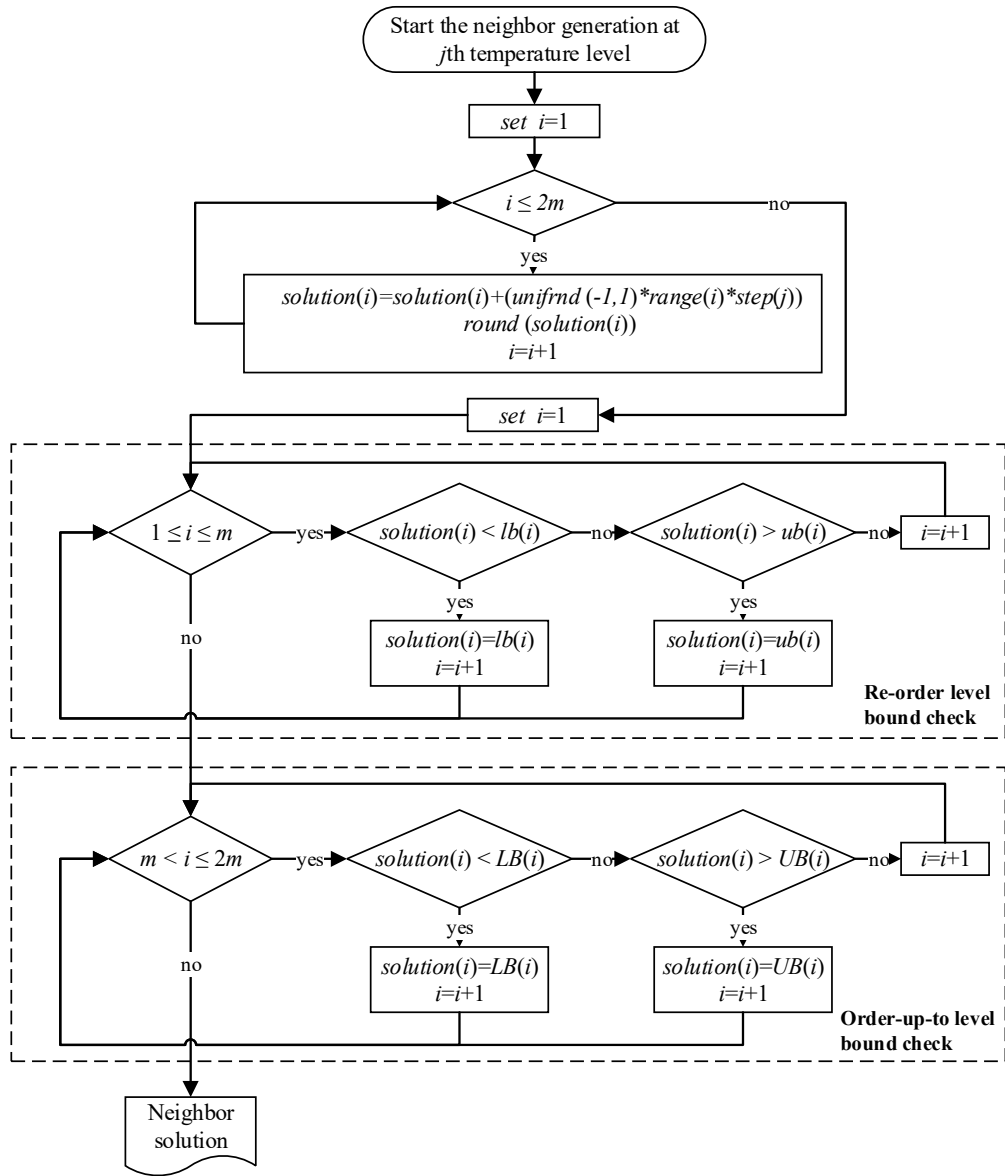 Start the neighbor generation at
jth temperature level
set i=1
i ≤ 2m
no
yes
solution(i)=solution(i)+(unifrnd (-1,1)*range(i)*step(j))
round (solution(i))
i=i+1
set i=1
1 ≤ i ≤ m
yes
solution(i) < lb(i)
no
solution(i) > ub(i)
no
i=i+1
yes
yes
no
solution(i)=lb(i)
i=i+1
solution(i)=ub(i)
i=i+1
Re-order level
bound check
m < i ≤ 2m
yes
solution(i) < LB(i)
no
solution(i) > UB(i)
no
i=i+1
yes
yes
no
solution(i)=LB(i)
i=i+1
solution(i)=UB(i)
i=i+1
Order-up-to level
bound check
Neighbor
solution